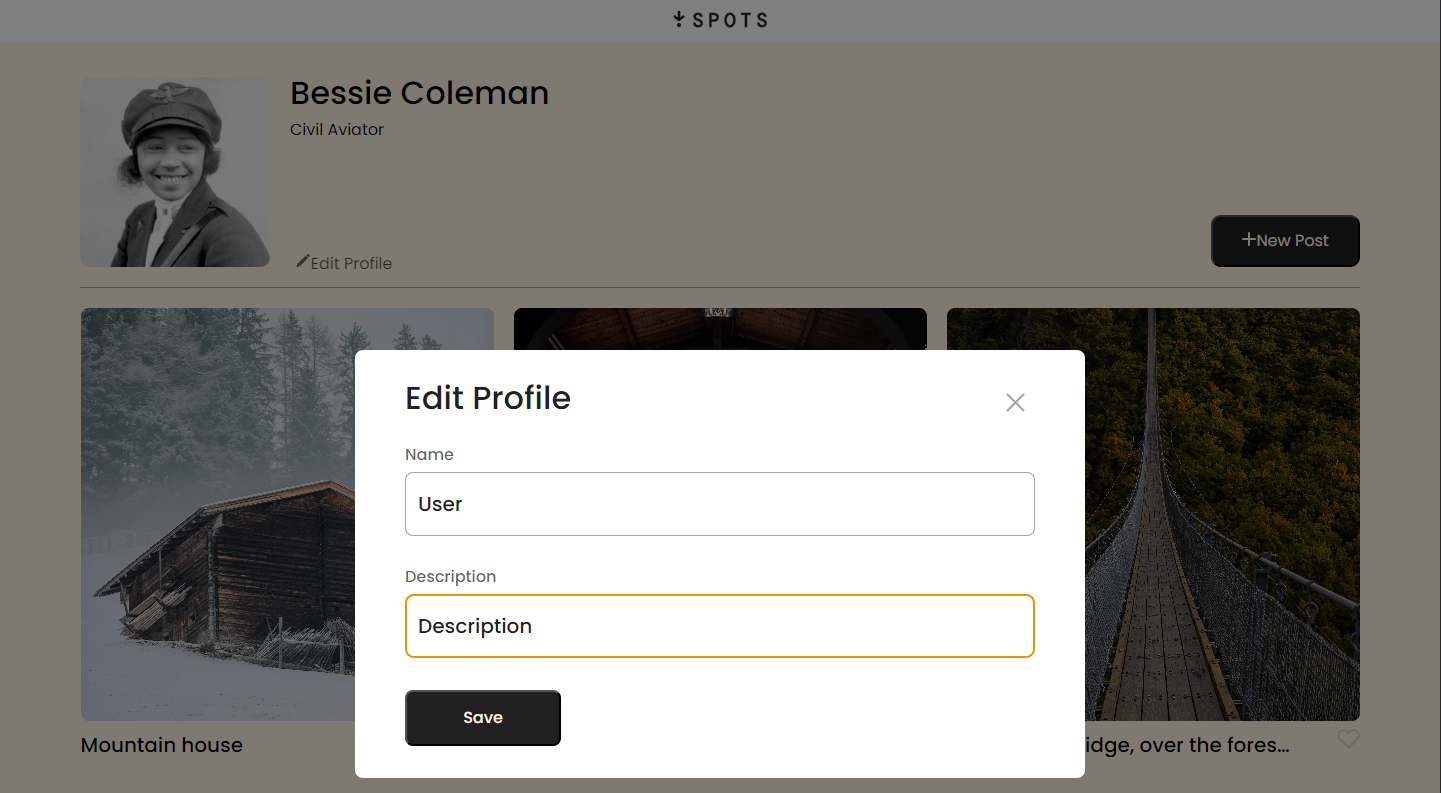 SPOTS
Bessie Coleman
Civil Aviator
Edit Profile
New Post
Edit Profile
Name
User
Description
Description
Save
Mountain house
idge, over the fores...